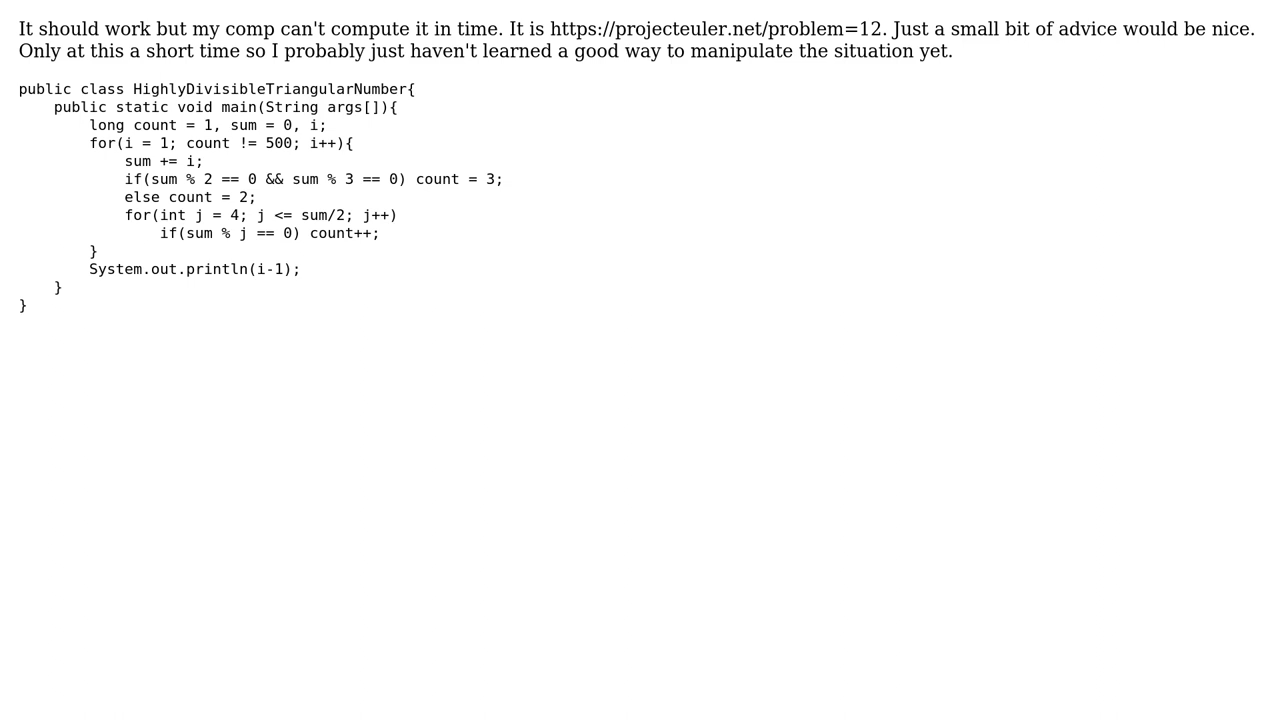 It should work but my comp can't compute it in time. It is https://projecteuler.net/problem=12. Just a small bit of advice would be nice.
Only at this a short time so I probably just haven't learned a good way to manipulate the situation yet.
public class HighlyDivisibleTriangularNumber{
    public static void main(String args[]){
        long count = 1, sum = 0, i;
        for(i = 1; count != 500; i++){
            sum += i;
            if(sum % 2 == 0 && sum % 3 == 0) count = 3;
            else count = 2;
            for(int j = 4; j <= sum/2; j++)
                if(sum % j == 0) count++;
        }
        System.out.println(i-1);
    }
}